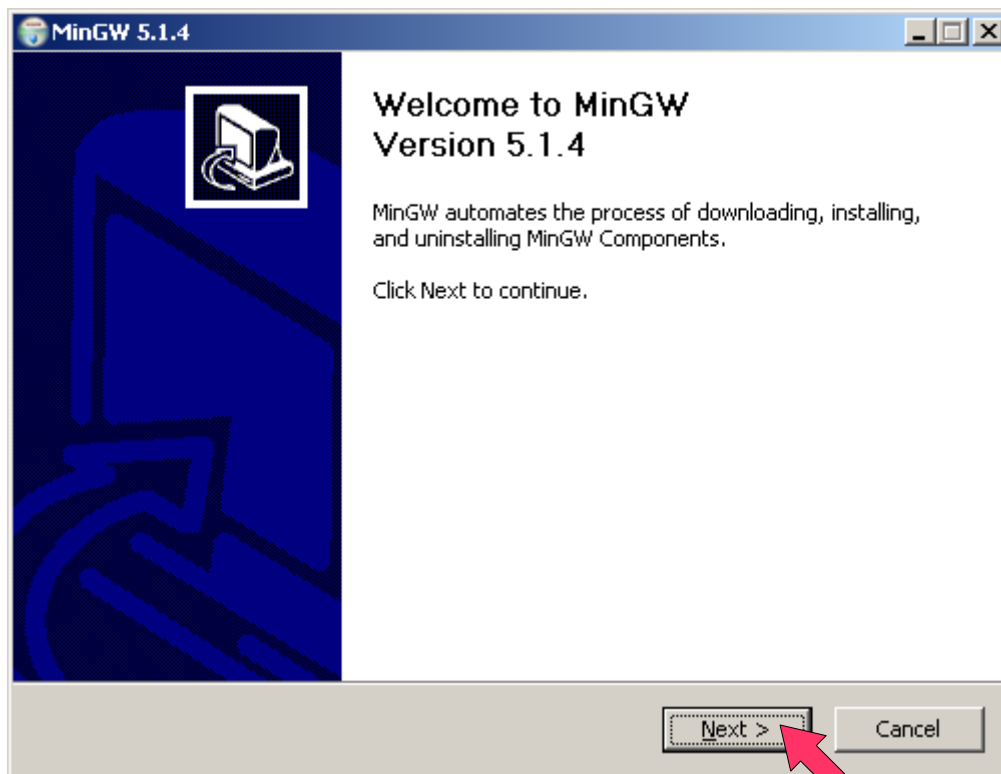 MinGW 5.1.4
Welcome to MinGW
Version 5.1.4
MinGW automates the process of downloading, installing,
and uninstalling MinGW Components.
Click Next to continue.
Next >
Cancel